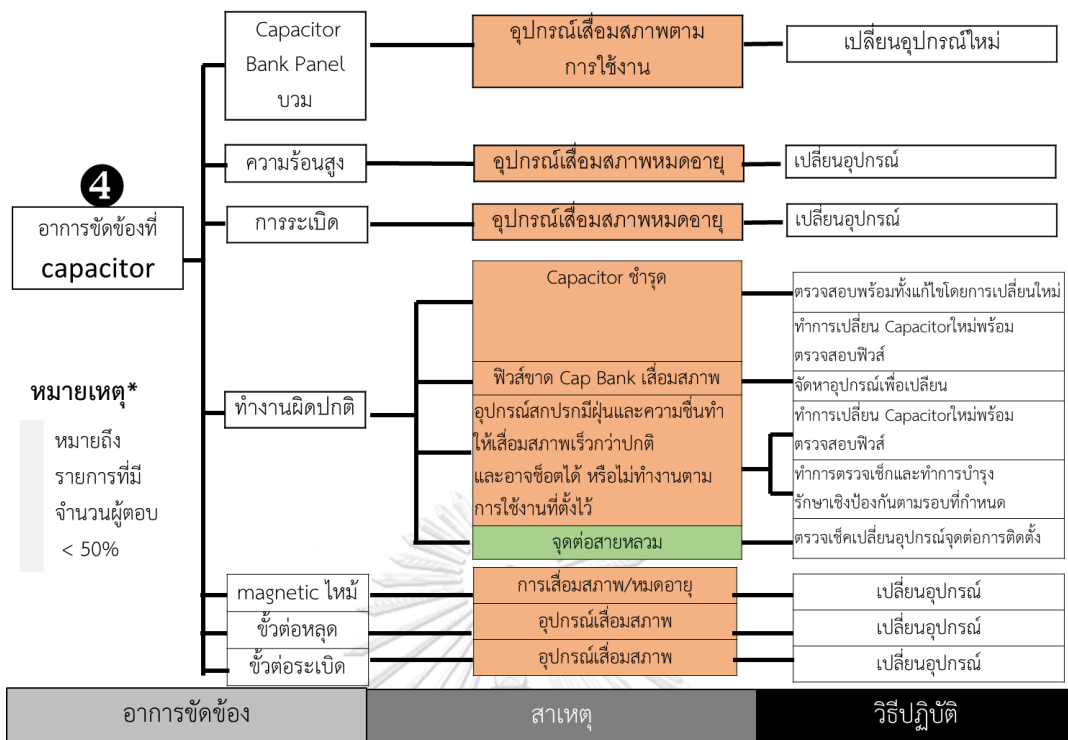 Capacitor
Bank Panel
บวม
อุปกรณ์เสื่อมสภาพตาม
การใช้งาน
เปลี่ยนอุปกรณ์ใหม่
ความร้อนสูง
อุปกรณ์เสื่อมสภาพหมดอายุ
เปลี่ยนอุปกรณ์
4
อาการขัดข้องที่
capacitor
การระเบิด
อุปกรณ์เสื่อมสภาพหมดอายุ
เปลี่ยนอุปกรณ์
ทำงานผิดปกติ
Capacitor ชำรุด
ตรวจสอบพร้อมทั้งแก้ไขโดยการเปลี่ยนใหม่
ทำการเปลี่ยน Capacitorใหม่พร้อม
ตรวจสอบฟิวส์
ฟิวส์ขาด Cap Bank เสื่อมสภาพ
จัดหาอุปกรณ์เพื่อเปลียน
อุปกรณ์สกปรกมีฝุ่นและความชื่นทำ
ให้เสื่อมสภาพเร็วกว่าปกติ
และอาจช็อตได้ หรือไม่ทำงานตาม
การใช้งานที่ตั้งไว้
ทำการเปลี่ยน Capacitorใหม่พร้อม
ตรวจสอบฟิวส์
ทำการตรวจเช็กและทำการบำรุง
รักษาเชิงป้องกันตามรอบที่กำหนด
จุดต่อสายหลวม
ตรวจเช็คเปลี่ยนอุปกรณ์จุดต่อการติดตั้ง
หมายเหตุ*
หมายถึง
รายการที่มี
จำนวนผู้ตอบ
< 50%
magnetic ไหม้
การเสื่อมสภาพ/หมดอายุ
เปลี่ยนอุปกรณ์
ขั้วต่อหลุด
อุปกรณ์เสื่อมสภาพ
เปลี่ยนอุปกรณ์
ขั้วต่อระเบิด
อุปกรณ์เสื่อมสภาพ
เปลี่ยนอุปกรณ์
อาการขัดข้อง
สาเหตุ
วิธีปฏิบัติ